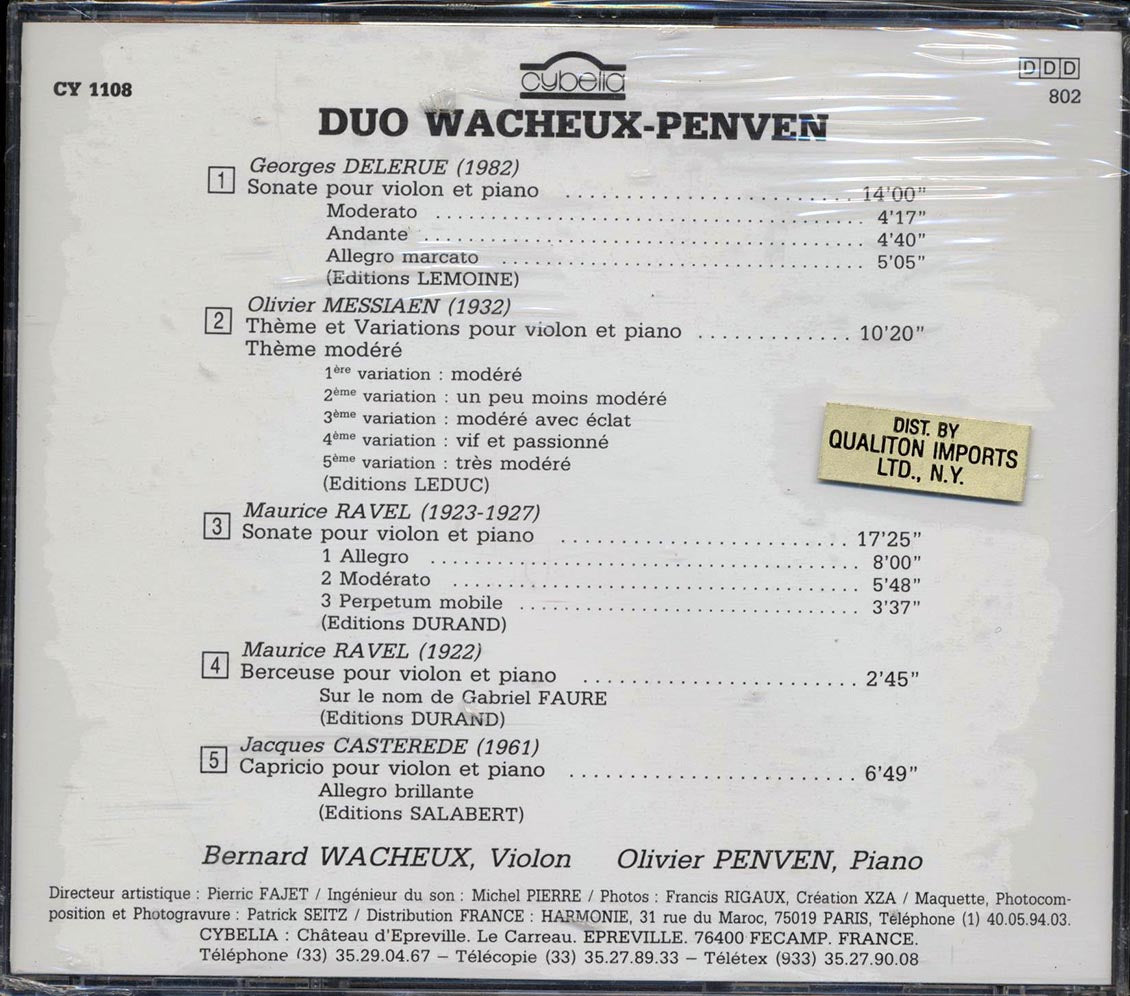 CY 1108
cybelia
DDD
802
DUO WACHEUX-PENVEN
Georges DELERUE (1982)
1 Sonate pour violon et piano .......................... 14'00"
Moderato .......................... 4'17"
Andante .......................... 4'40"
Allegro marcato .......................... 5'05"
(Editions LEMOINE)
Olivier MESSIAEN (1932)
2 Thème et Variations pour violon et piano ............. 10'20"
Thème modéré
1ère variation : modéré
2ème variation : un peu moins modéré
3ème variation : modéré avec éclat
4ème variation : vif et passionné
5ème variation : très modéré
(Editions LEDUC)
DIST. BY
QUALITON IMPORTS
LTD., N.Y.
Maurice RAVEL (1923-1927)
3 Sonate pour violon et piano .......................... 17'25"
1 Allegro .......................... 8'00"
2 Modérato .......................... 5'48"
3 Perpetum mobile .......................... 3'37"
(Editions DURAND)
Maurice RAVEL (1922)
4 Berceuse pour violon et piano ........................ 2'45"
Sur le nom de Gabriel FAURE
(Editions DURAND)
Jacques CASTEREDE (1961)
5 Capricio pour violon et piano ........................ 6'49"
Allegro brillante
(Editions SALABERT)
Bernard WACHEUX, Violon Olivier PENVEN, Piano
Directeur artistique : Pierric FAJET / Ingénieur du son : Michel PIERRE / Photos : Francis RIGAUX, Création XZA / Maquette, Photocom-
position et Photogravure : Patrick SEITZ / Distribution FRANCE : HARMONIE, 31 rue du Maroc, 75019 PARIS, Téléphone (1) 40.05.94.03.
CYBELIA : Château d'Epreville. Le Carreau. EPREVILLE. 76400 FECAMP. FRANCE.
Téléphone (33) 35.29.04.67 – Télécopie (33) 35.27.89.33 – Télétex (933) 35.27.90.08